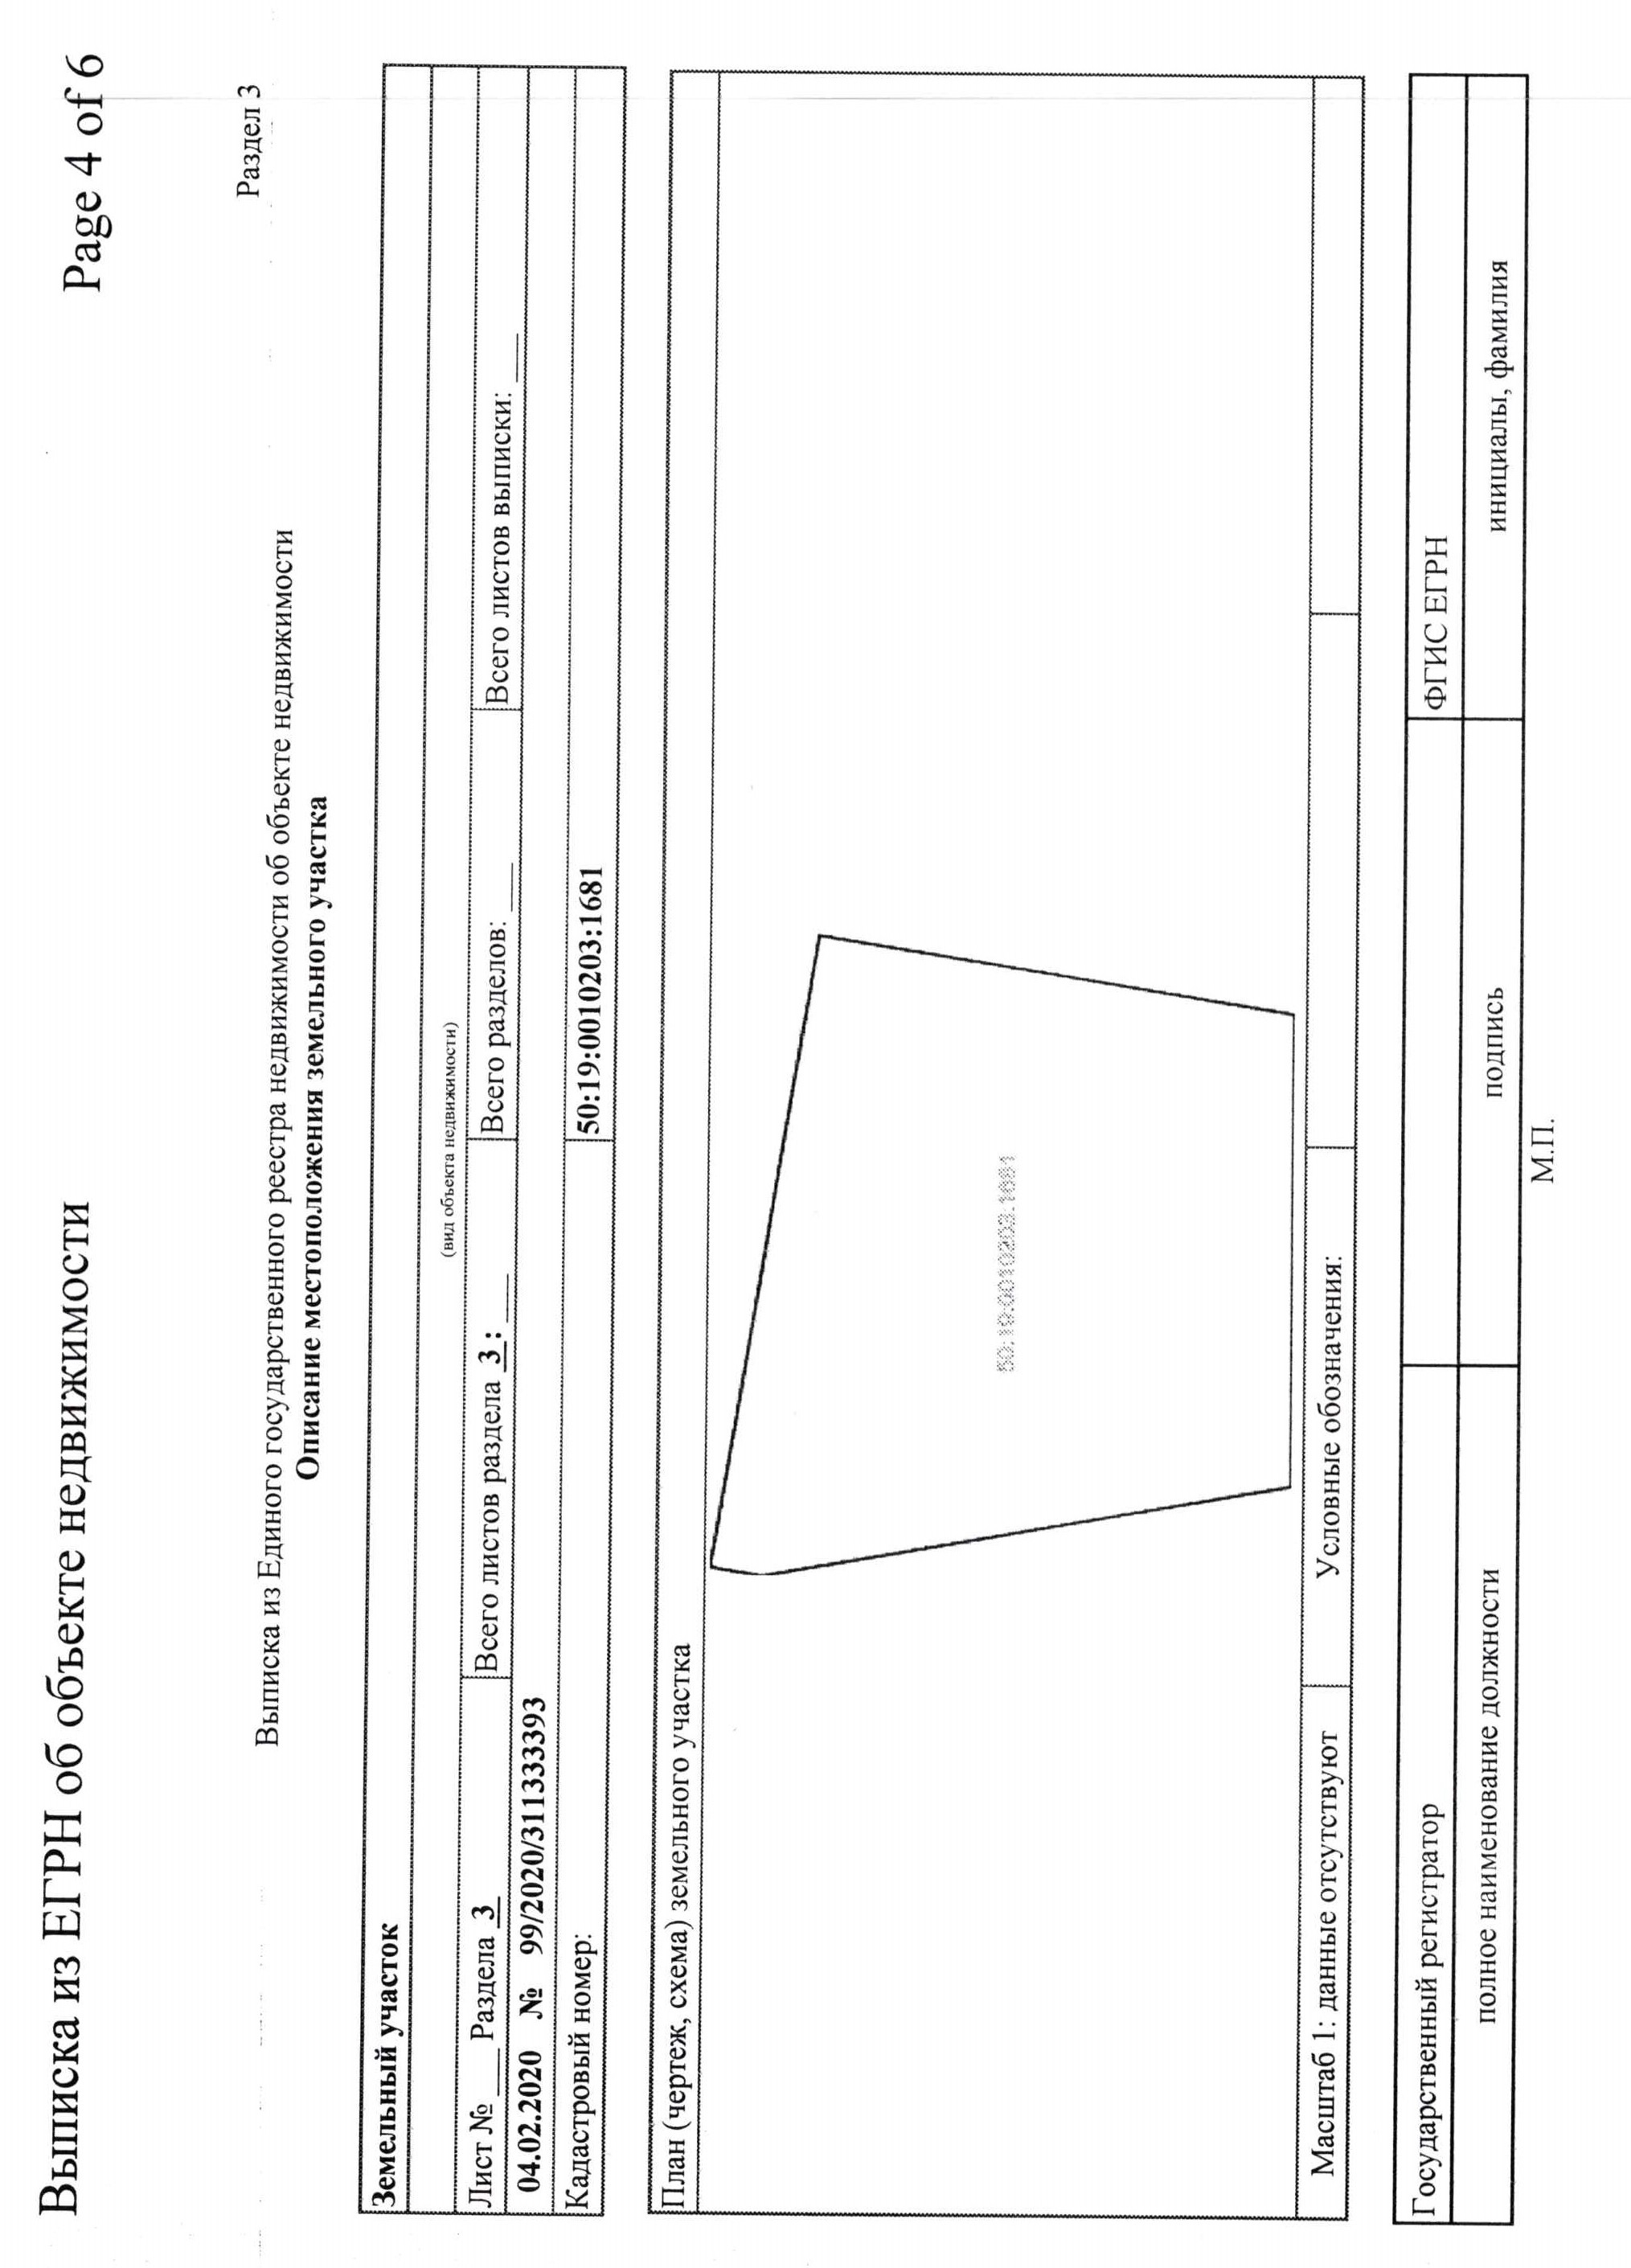 Выписка из ЕГРН об объекте недвижимости Page 4 of 6
Раздел 3
Выписка из Единого государственного реестра недвижимости об объекте недвижимости
Описание местоположения земельного участка
Земельный участок
(вид объекта недвижимости)
Лист № ___ Раздела 3 Всего листов раздела 3 : ___ Всего разделов: ___ Всего листов выписки: ___
04.02.2020 № 99/2020/311333393
Кадастровый номер: 50:19:0010203:1681
План (чертеж, схема) земельного участка
50:19:0010203:1681
Масштаб 1: данные отсутствуют Условные обозначения:
Государственный регистратор ФГИС ЕГРН
полное наименование должности подпись инициалы, фамилия
М.П.